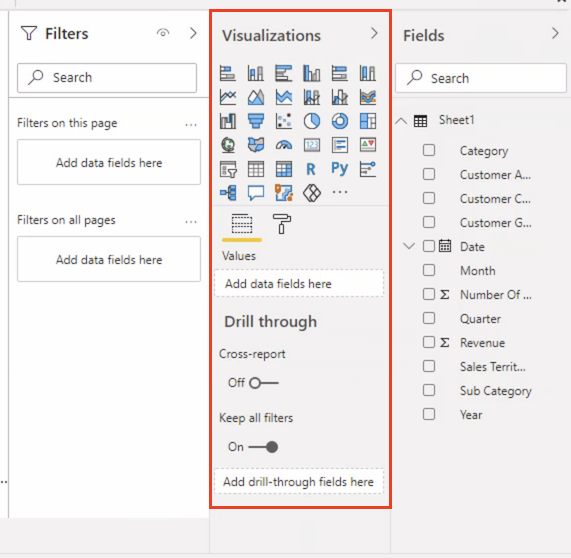 Filters
Search
Filters on this page
...
Add data fields here
Filters on all pages
...
Add data fields here
Visualizations
123
R
Py
...
Values
Add data fields here
Drill through
Cross-report
Off
Keep all filters
On
Add drill-through fields here
Fields
Search
Sheet1
Category
Customer A...
Customer C...
Customer G...
Date
Month
Σ Number Of ...
Quarter
Σ Revenue
Sales Territ...
Sub Category
Year
..